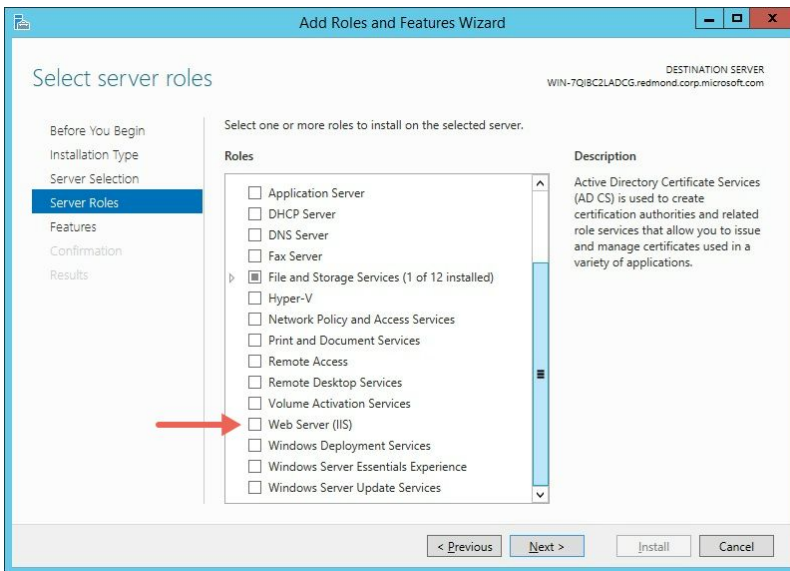 Add Roles and Features Wizard
Select server roles
DESTINATION SERVER
WIN-7QIBC2LADCG.redmond.corp.microsoft.com
Before You Begin
Installation Type
Server Selection
Server Roles
Features
Confirmation
Results
Select one or more roles to install on the selected server.
Roles
Application Server
DHCP Server
DNS Server
Fax Server
File and Storage Services (1 of 12 installed)
Hyper-V
Network Policy and Access Services
Print and Document Services
Remote Access
Remote Desktop Services
Volume Activation Services
Web Server (IIS)
Windows Deployment Services
Windows Server Essentials Experience
Windows Server Update Services
Description
Active Directory Certificate Services
(AD CS) is used to create
certification authorities and related
role services that allow you to issue
and manage certificates used in a
variety of applications.
< Previous
Next >
Install
Cancel